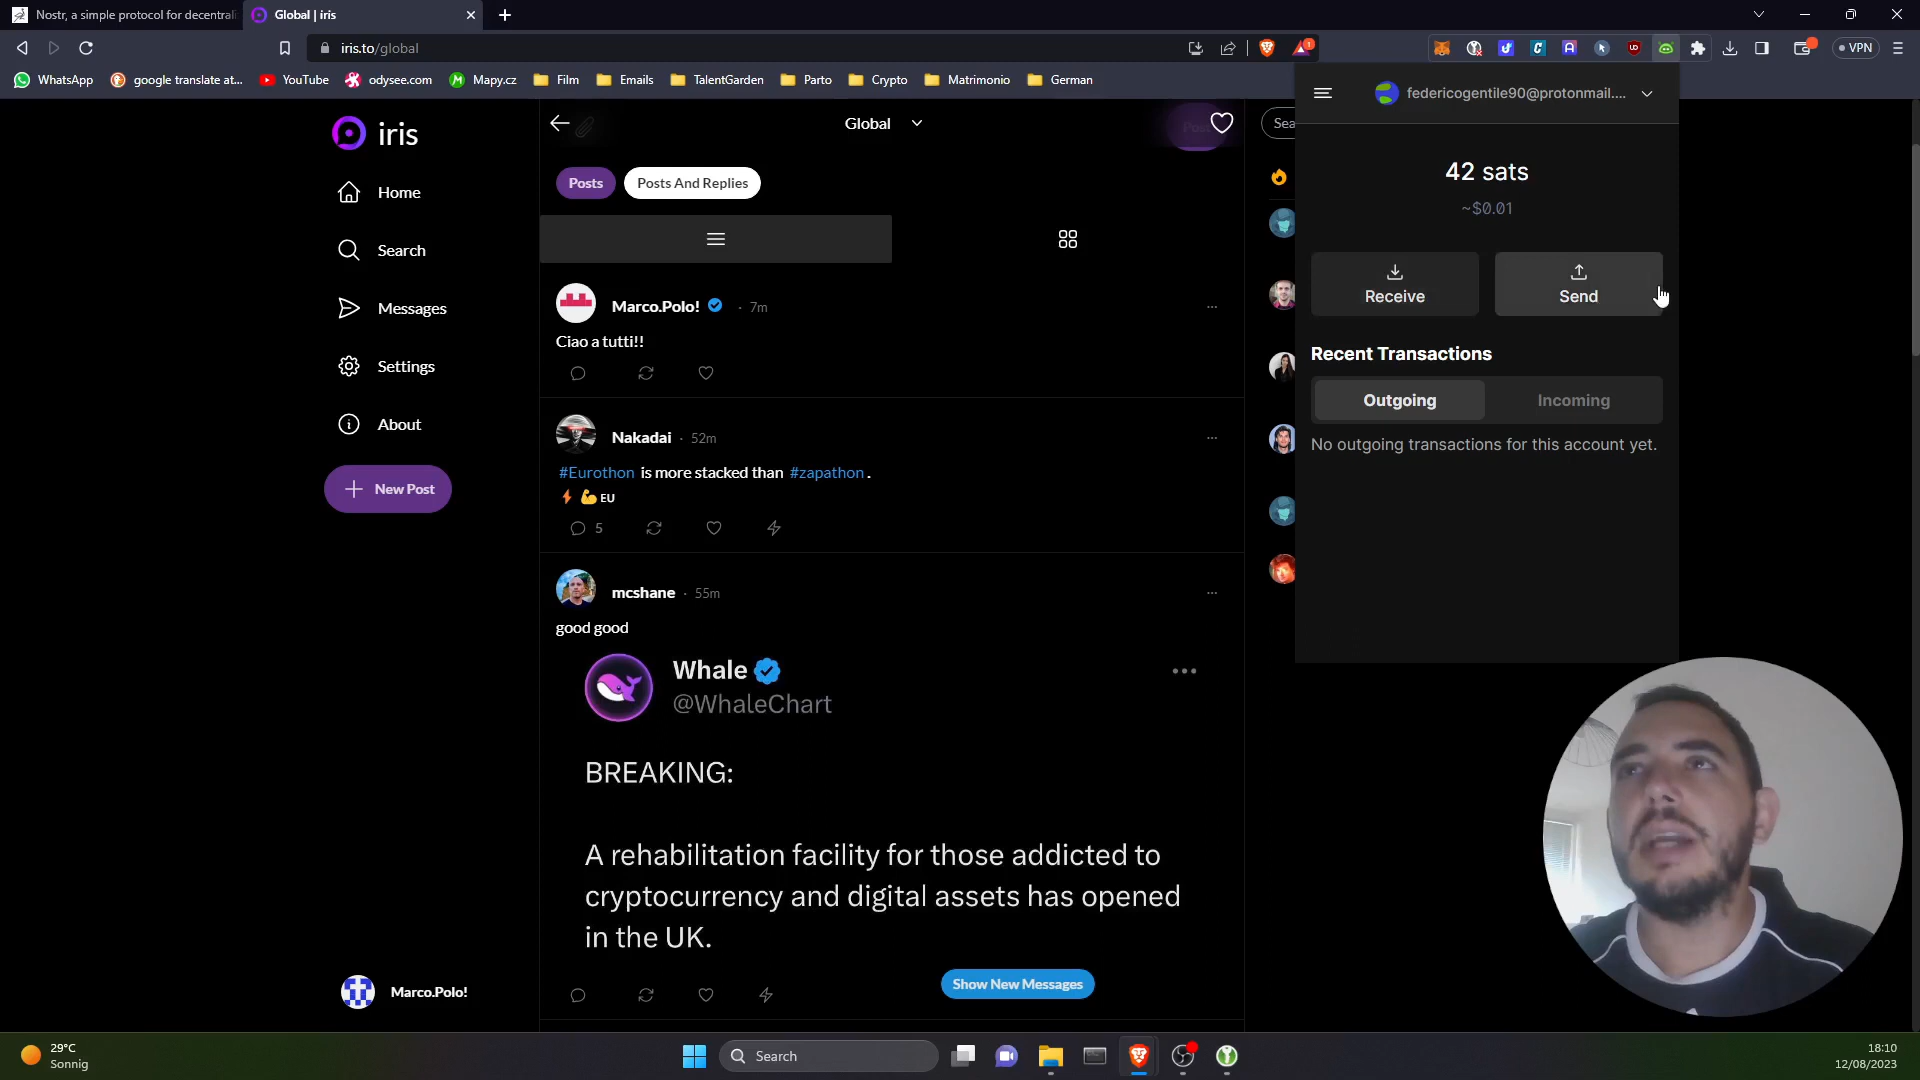 Nostr, a simple protocol for decentrali
Global | iris
iris.to/global
1
VPN
WhatsApp
google translate at...
YouTube
odysee.com
Mapy.cz
Film
Emails
TalentGarden
Parto
Crypto
Matrimonio
German
iris
Home
Search
Messages
Settings
About
New Post
Marco.Polo!
Global
Post
Posts
Posts And Replies
Marco.Polo! · 7m
Ciao a tutti!!
Nakadai · 52m
#Eurothon is more stacked than #zapathon.
EU
5
mcshane · 55m
good good
Whale
@WhaleChart
BREAKING:
A rehabilitation facility for those addicted to
cryptocurrency and digital assets has opened
in the UK.
Show New Messages
Sea
federicogentile90@protonmail....
42 sats
~$0.01
Receive
Send
Recent Transactions
Outgoing
Incoming
No outgoing transactions for this account yet.
29°C
Sonnig
Search
18:10
12/08/2023